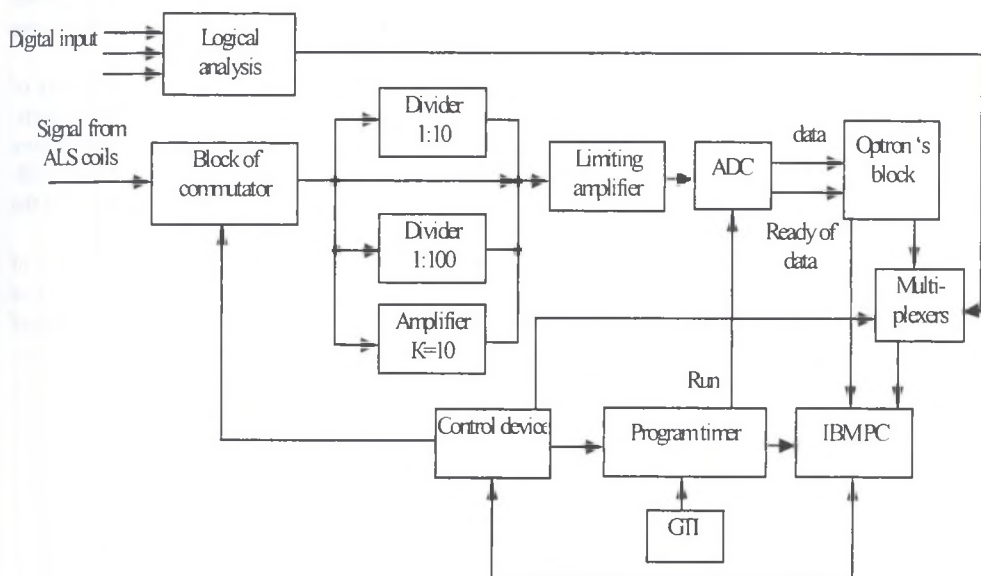 Digital input
Logical
analysis
Signal from
ALS coils
Block of
commutator
Divider
1:10
Divider
1:100
Amplifier
K=10
Limiting
amplifier
ADC
data
Optron‘s
block
Ready of
data
Multi-
plexers
Run
Control device
Program timer
IBM PC
GTI